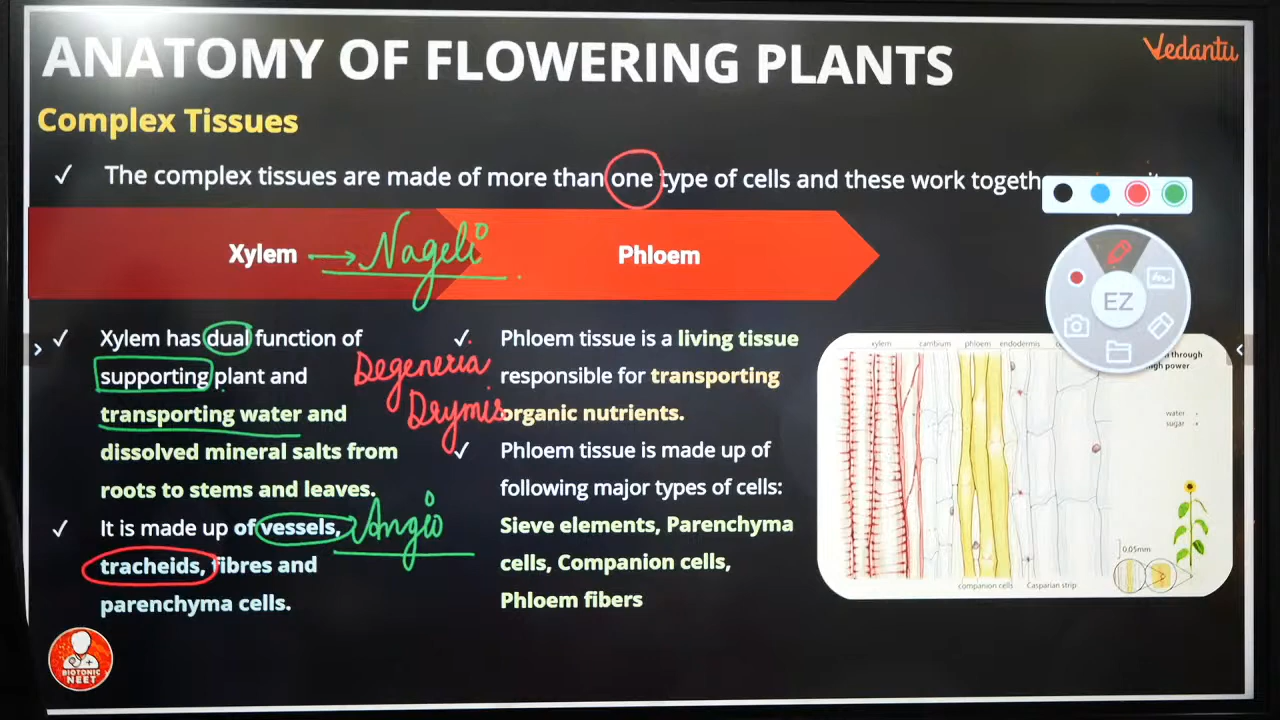 ANATOMY OF FLOWERING PLANTS
Vedantu
Complex Tissues
✓ The complex tissues are made of more than one type of cells and these work togeth
Xylem → Nageli
Phloem
EZ
✓ Xylem has dual function of
supporting plant and
transporting water and
dissolved mineral salts from
roots to stems and leaves.
✓ It is made up of vessels, Angio
tracheids, fibres and
parenchyma cells.
Degeneria
Drymis
✓ Phloem tissue is a living tissue
responsible for transporting
organic nutrients.
✓ Phloem tissue is made up of
following major types of cells:
Sieve elements, Parenchyma
cells, Companion cells,
Phloem fibers
xylem cambium phloem endodermis
through
high power
water
sugar
0.05mm
companion cells Casparian strip
BIOTONIC
NEET